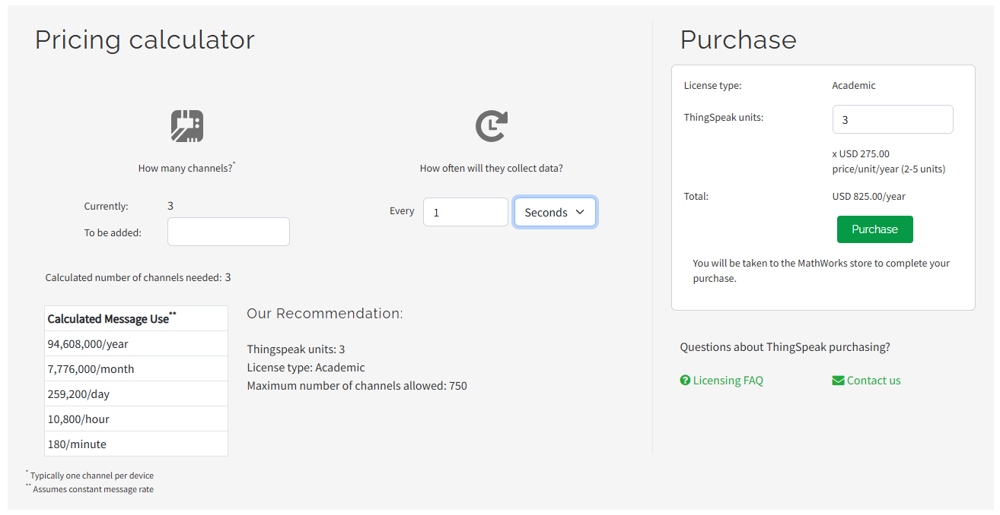 Pricing calculator
How many channels?*
Currently: 3
To be added:
How often will they collect data?
Every 1 Seconds
Calculated number of channels needed: 3
Calculated Message Use**
94,608,000/year
7,776,000/month
259,200/day
10,800/hour
180/minute
Our Recommendation:
Thingspeak units: 3
License type: Academic
Maximum number of channels allowed: 750
* Typically one channel per device
** Assumes constant message rate
Purchase
License type: Academic
ThingSpeak units: 3
x USD 275.00
price/unit/year (2-5 units)
Total: USD 825.00/year
Purchase
You will be taken to the MathWorks store to complete your
purchase.
Questions about ThingSpeak purchasing?
Licensing FAQ Contact us